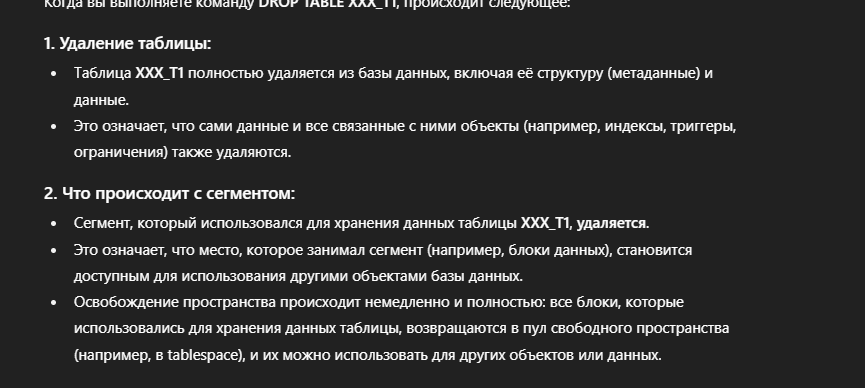 Когда вы выполняете команду DROP TABLE XXX_T1, происходит следующее:
1. Удаление таблицы:
• Таблица XXX_T1 полностью удаляется из базы данных, включая её структуру (метаданные) и
данные.
• Это означает, что сами данные и все связанные с ними объекты (например, индексы, триггеры,
ограничения) также удаляются.
2. Что происходит с сегментом:
• Сегмент, который использовался для хранения данных таблицы XXX_T1, удаляется.
• Это означает, что место, которое занимал сегмент (например, блоки данных), становится
доступным для использования другими объектами базы данных.
• Освобождение пространства происходит немедленно и полностью: все блоки, которые
использовались для хранения данных таблицы, возвращаются в пул свободного пространства
(например, в tablespace), и их можно использовать для других объектов или данных.